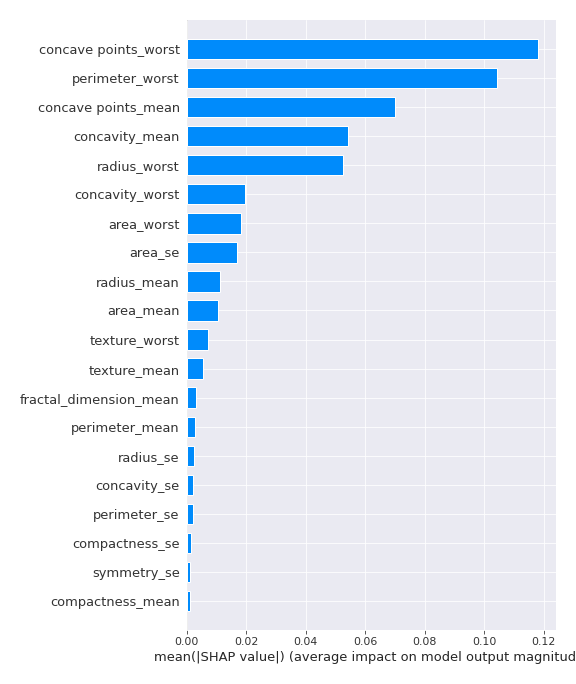 concave points_worst
perimeter_worst
concave points_mean
concavity_mean
radius_worst
concavity_worst
area_worst
area_se
radius_mean
area_mean
texture_worst
texture_mean
fractal_dimension_mean
perimeter_mean
radius_se
concavity_se
perimeter_se
compactness_se
symmetry_se
compactness_mean
0.00 0.02 0.04 0.06 0.08 0.10 0.12
mean(|SHAP value|) (average impact on model output magnitud